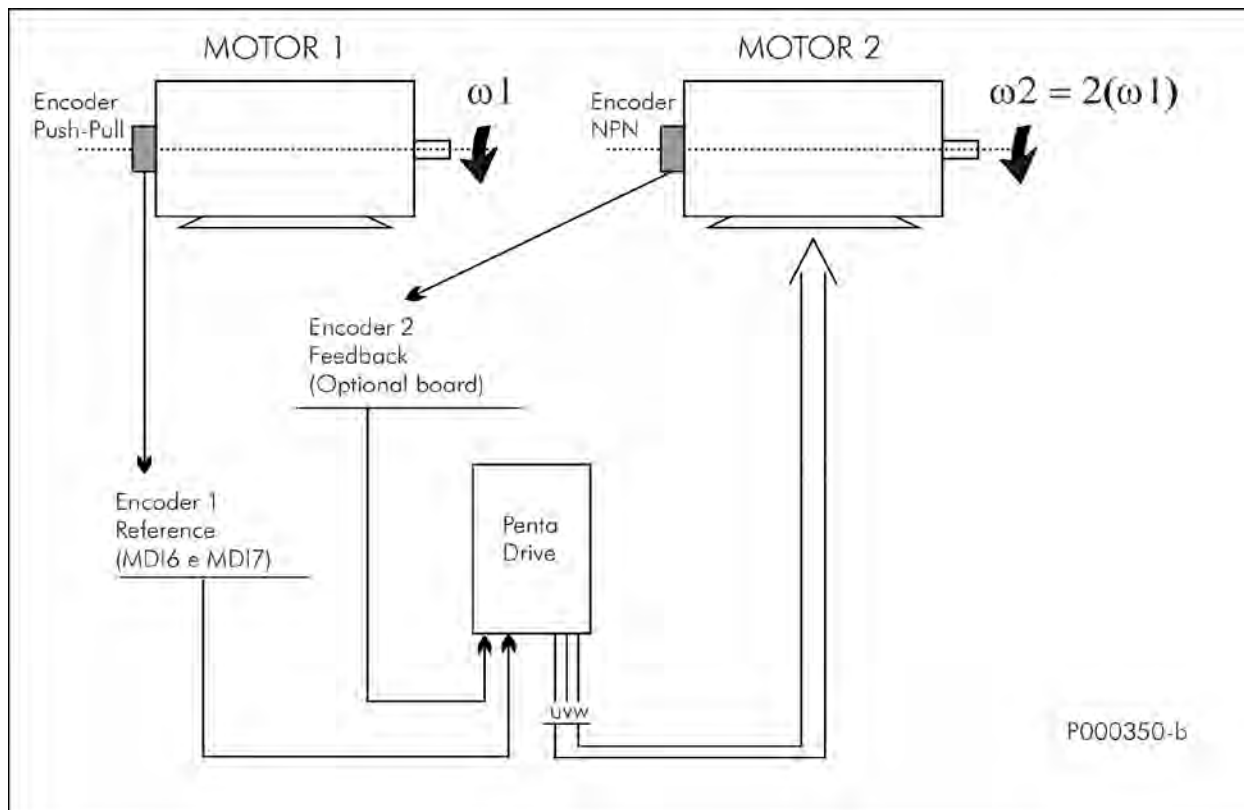 MOTOR 1
MOTOR 2
Encoder
Push-Pull
ω1
Encoder
NPN
ω2 = 2(ω1)
Encoder 2
Feedback
(Optional board)
Encoder 1
Reference
(MDI6 e MDI7)
Penta
Drive
UVW
P000350-b